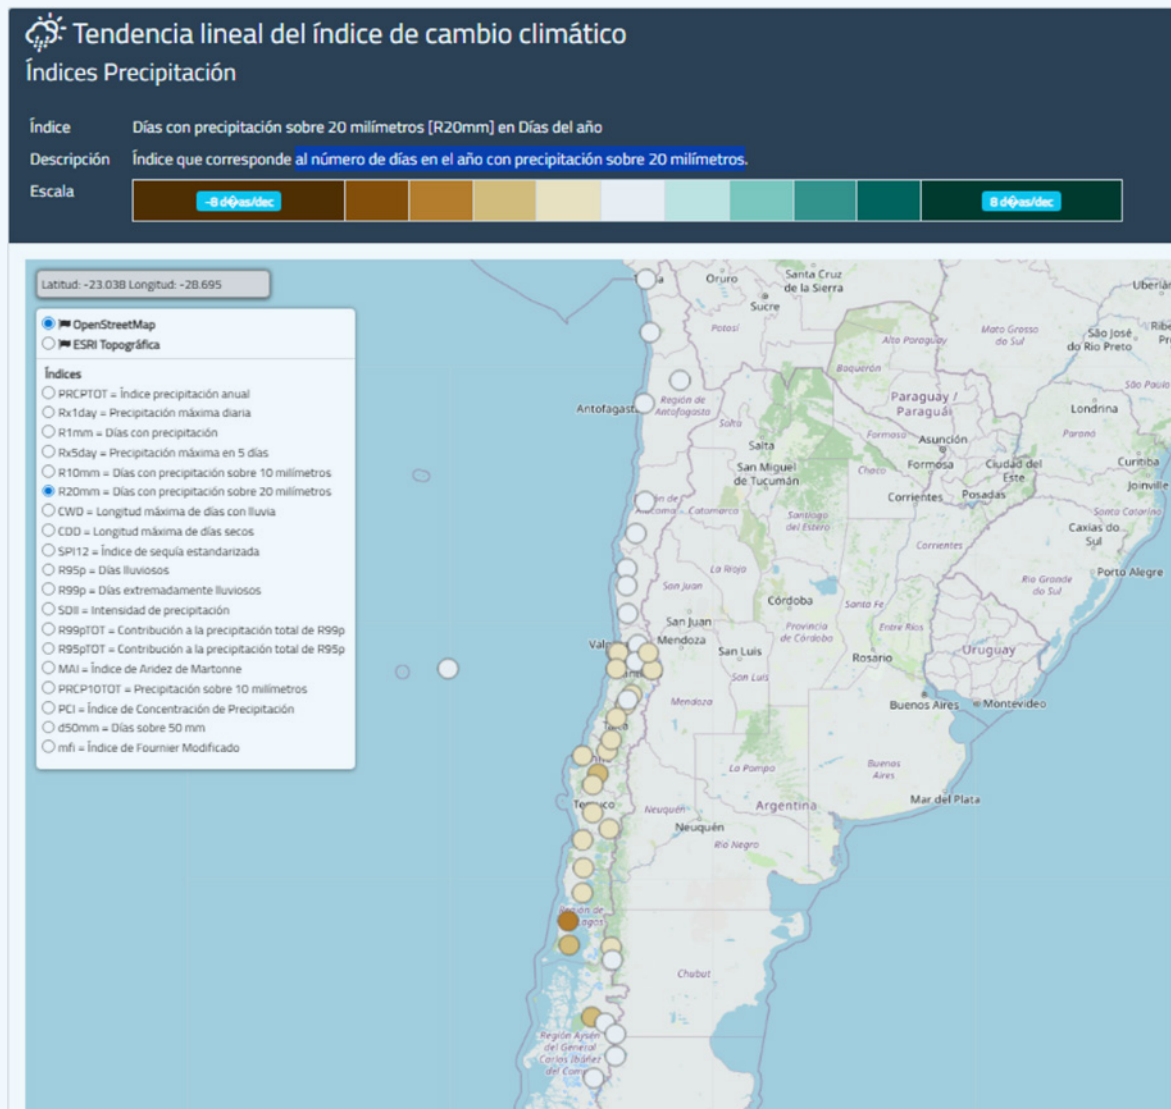 Tendencia lineal del índice de cambio climático
Índices Precipitación
Índice Días con precipitación sobre 20 milímetros [R20mm] en Días del año
Descripción Índice que corresponde al número de días en el año con precipitación sobre 20 milímetros.
Escala -8 d�as/dec 8 d�as/dec
Latitud: -23.038 Longitud: -28.695
OpenStreetMap
ESRI Topográfica
Índices
PRCPTOT = Índice precipitación anual
Rx1day = Precipitación máxima diaria
R1mm = Días con precipitación
Rx5day = Precipitación máxima en 5 días
R10mm = Días con precipitación sobre 10 milímetros
R20mm = Días con precipitación sobre 20 milímetros
CWD = Longitud máxima de días con lluvia
CDD = Longitud máxima de días secos
SPI12 = Índice de sequía estandarizada
R95p = Días lluviosos
R99p = Días extremadamente lluviosos
SDII = Intensidad de precipitación
R99pTOT = Contribución a la precipitación total de R99p
R95pTOT = Contribución a la precipitación total de R95p
MAI = Índice de Aridez de Martonne
PRCP10TOT = Precipitación sobre 10 milímetros
PCI = Índice de Concentración de Precipitación
d50mm = Días sobre 50 mm
mfi = Índice de Fournier Modificado
Oruro
Santa Cruz
de la Sierra
Sucre
Potosí
Alto Paraguay
Mato Grosso
do Sul
São José
do Rio Preto
Boquerón
Antofagasta
Región de
Antofagasta
Paraguay /
Paraguái
São Paulo
Londrina
Salta
Salta
Formosa
Asunción
Paraná
San Miguel
de Tucumán
Chaco
Formosa
Ciudad del
Este
Curitiba
Joinville
Corrientes
Posadas
Catamarca
Santiago
del Estero
Santa Catarina
Caxias do
Sul
Corrientes
La Rioja
San Juan
Rio Grande
do Sul
Porto Alegre
Córdoba
Santa Fe
San Juan
Mendoza
Provincia
de Córdoba
Entre Ríos
San Luis
Rosario
Uruguay
San Luis
Mendoza
Buenos Aires
Montevideo
La Pampa
Buenos
Aires
Argentina
Mar del Plata
Neuquén
Neuquén
Río Negro
Región de
Chubut
Región Aysén
del General
Carlos Ibáñez